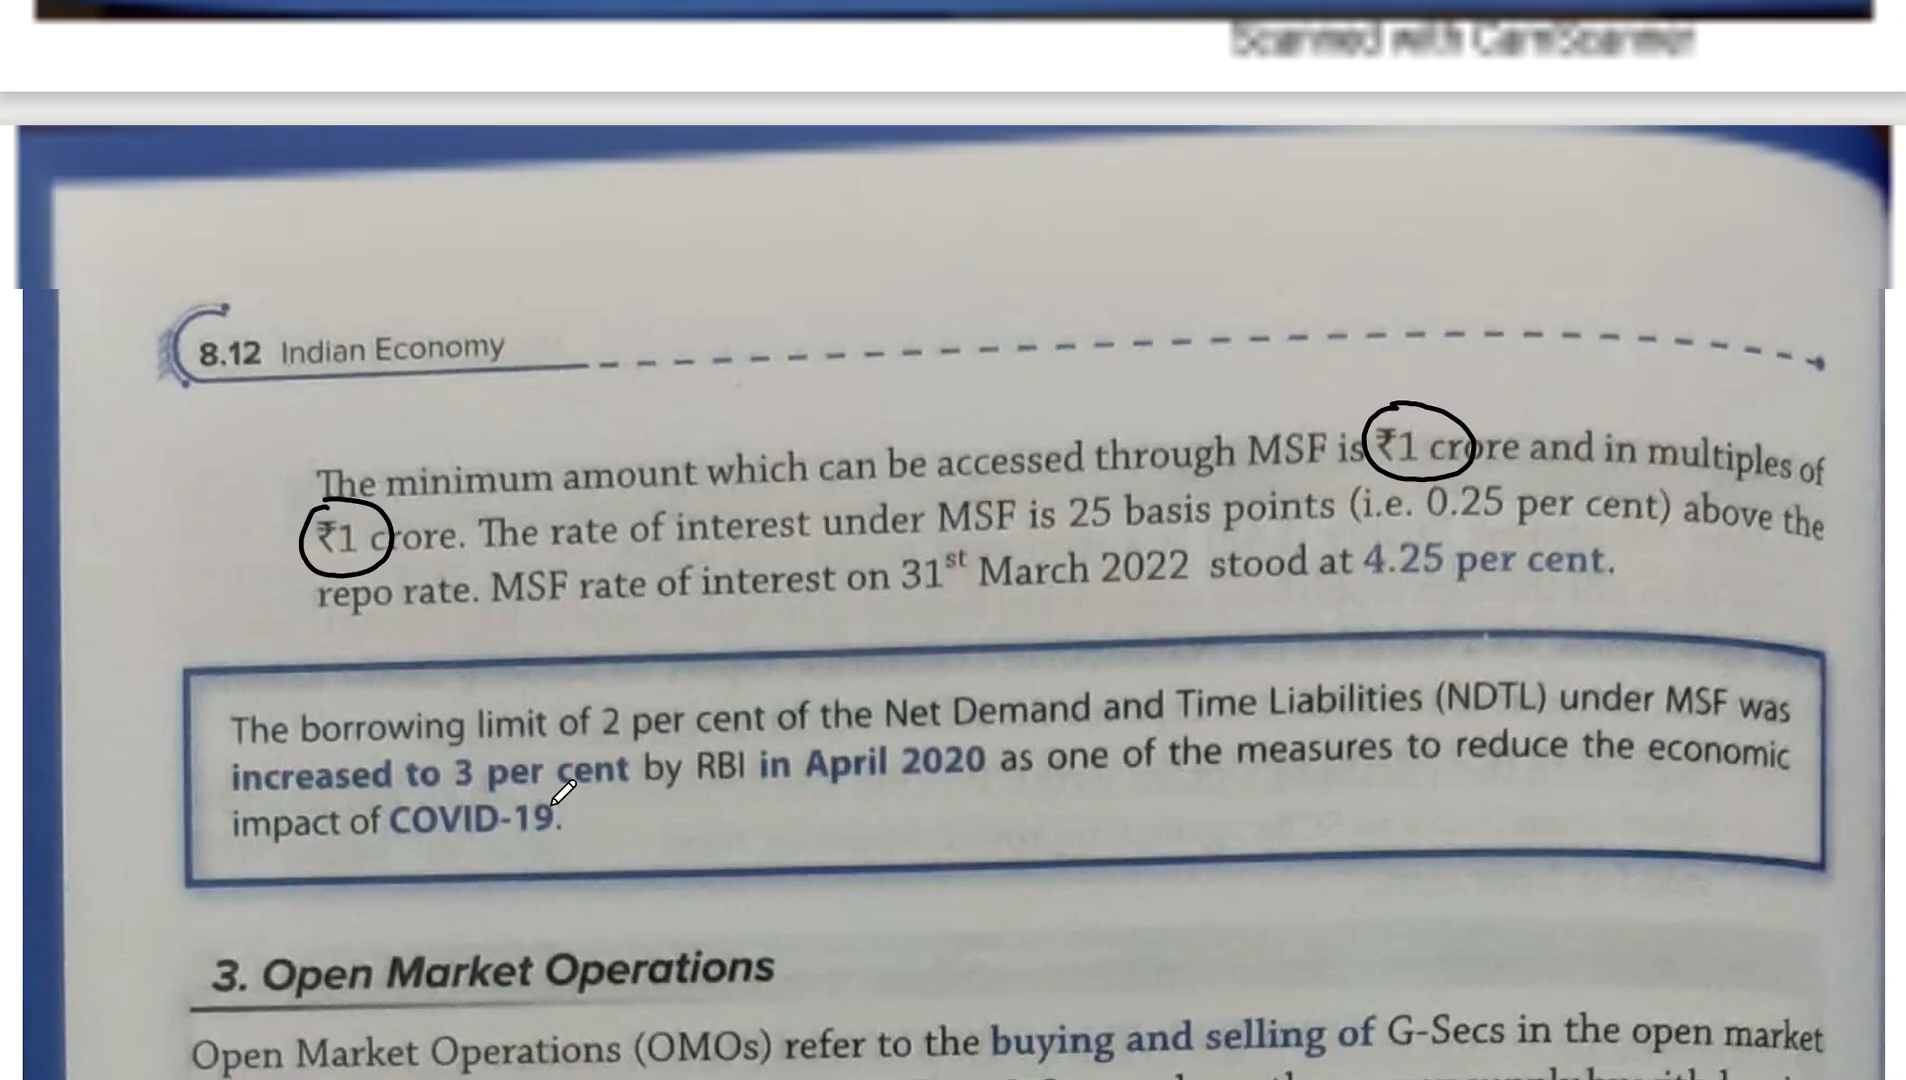 Scanned with CamScanner
8.12 Indian Economy
The minimum amount which can be accessed through MSF is ₹1 crore and in multiples of
₹1 crore. The rate of interest under MSF is 25 basis points (i.e. 0.25 per cent) above the
repo rate. MSF rate of interest on 31st March 2022 stood at 4.25 per cent.
The borrowing limit of 2 per cent of the Net Demand and Time Liabilities (NDTL) under MSF was
increased to 3 per cent by RBI in April 2020 as one of the measures to reduce the economic
impact of COVID-19.
3. Open Market Operations
Open Market Operations (OMOs) refer to the buying and selling of G-Secs in the open market